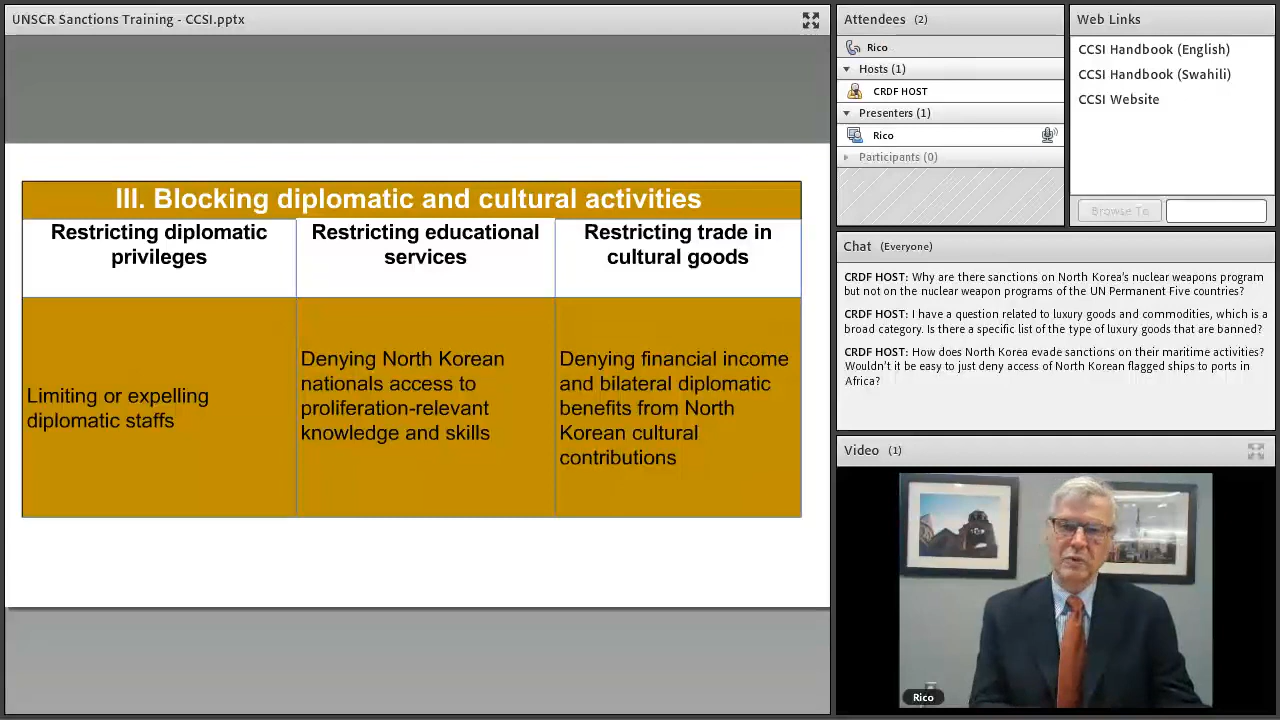 UNSCR Sanctions Training - CCSI.pptx
III. Blocking diplomatic and cultural activities
Restricting diplomatic
privileges
Restricting educational
services
Restricting trade in
cultural goods
Limiting or expelling
diplomatic staffs
Denying North Korean
nationals access to
proliferation-relevant
knowledge and skills
Denying financial income
and bilateral diplomatic
benefits from North
Korean cultural
contributions
Attendees (2)
Rico
Hosts (1)
CRDF HOST
Presenters (1)
Rico
Participants (0)
Web Links
CCSI Handbook (English)
CCSI Handbook (Swahili)
CCSI Website
Browse To
Chat (Everyone)
CRDF HOST: Why are there sanctions on North Korea's nuclear weapons program
but not on the nuclear weapon programs of the UN Permanent Five countries?
CRDF HOST: I have a question related to luxury goods and commodities, which is a
broad category. Is there a specific list of the type of luxury goods that are banned?
CRDF HOST: How does North Korea evade sanctions on their maritime activities?
Wouldn't it be easy to just deny access of North Korean flagged ships to ports in
Africa?
Video (1)
Rico